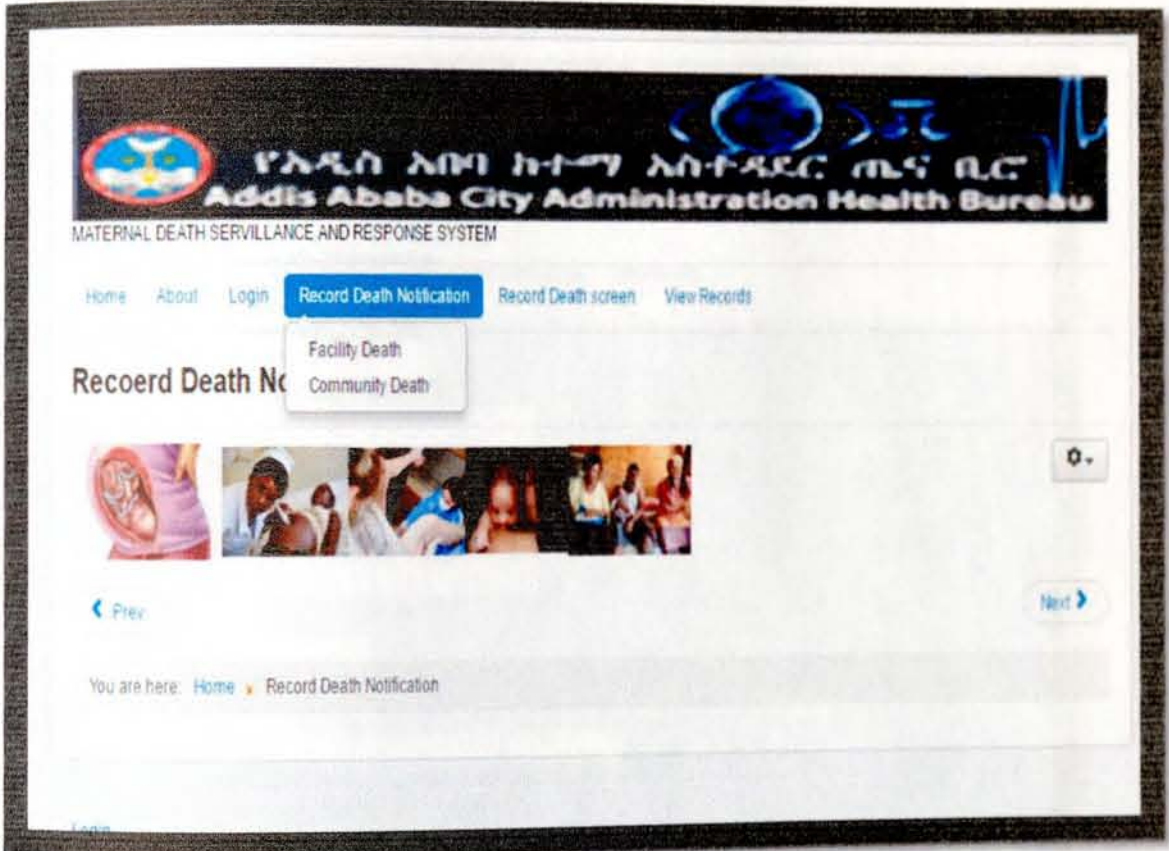 የአዲስ አበባ ከተማ አስተዳደር ጤና ቢሮ
Addis Ababa City Administration Health Bureau
MATERNAL DEATH SERVILLANCE AND RESPONSE SYSTEM
Home About Login Record Death Notification Record Death screen View Records
Facility Death
Community Death
Recoerd Death No
Prev
Next
You are here: Home Record Death Notification
Login